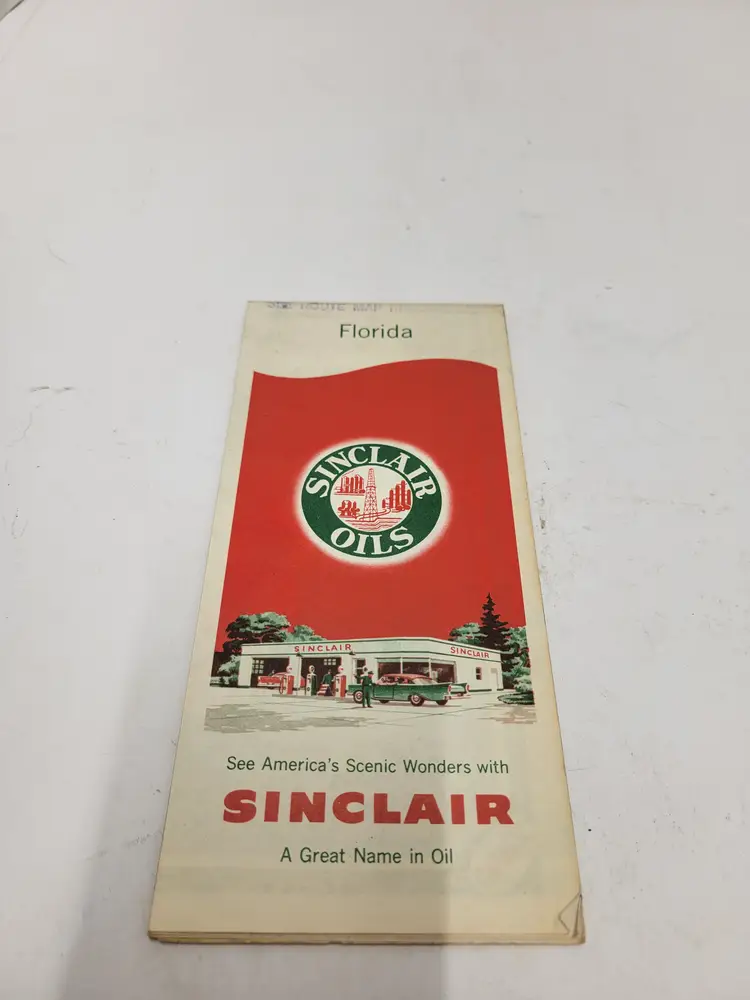 Florida
SINCLAIR
OILS
SINCLAIR
SINCLAIR
See America's Scenic Wonders with
SINCLAIR
A Great Name in Oil